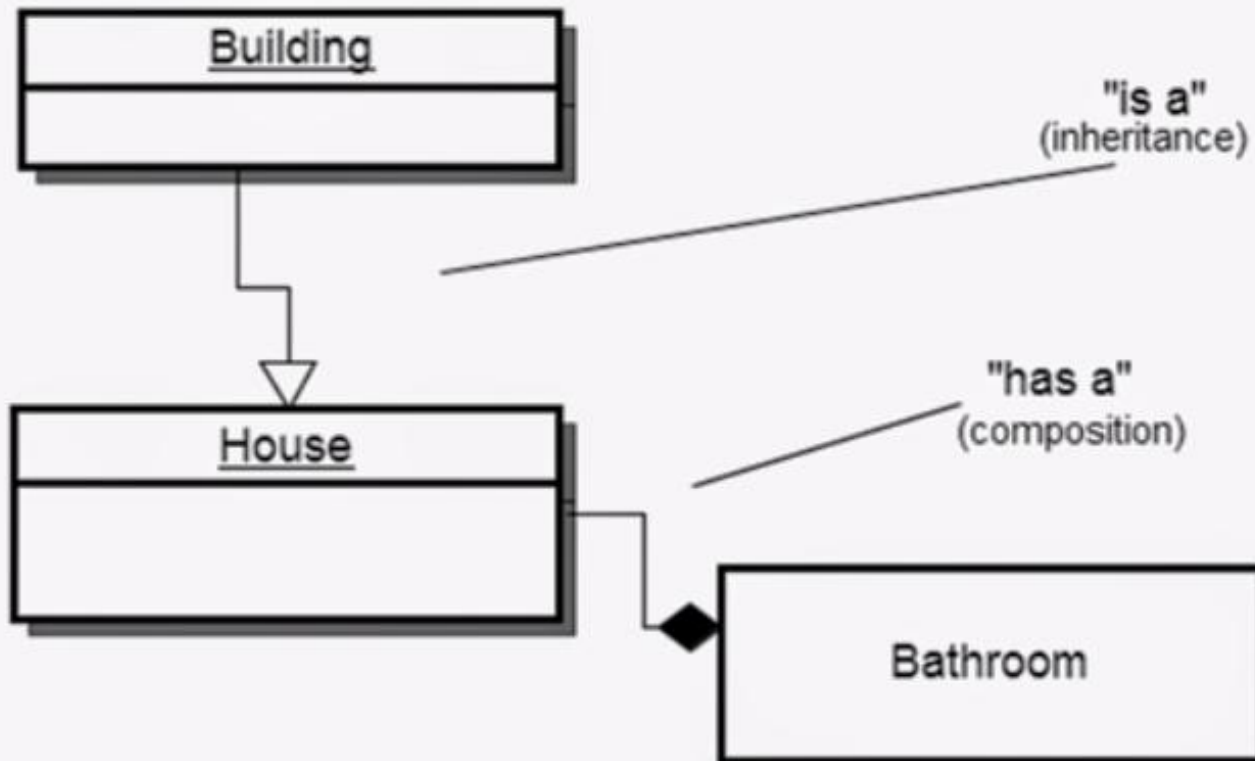 Building
"is a"
(inheritance)
"has a"
(composition)
House
Bathroom